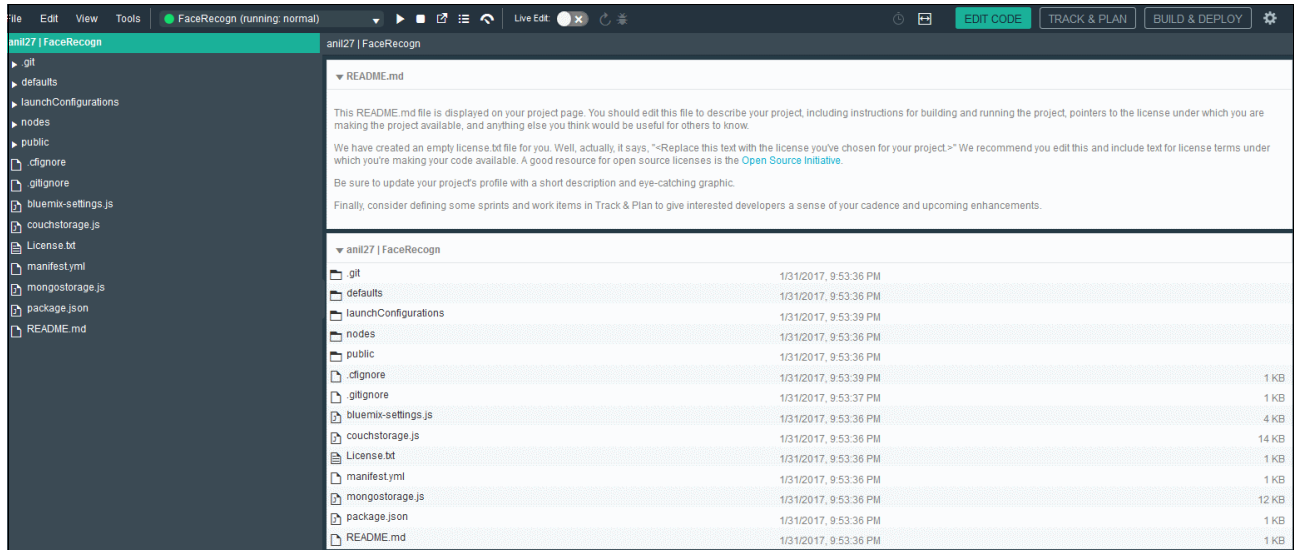 File Edit View Tools FaceRecogn (running: normal) Live Edit: EDIT CODE TRACK & PLAN BUILD & DEPLOY
anil27 | FaceRecogn
.git
defaults
launchConfigurations
nodes
public
.cfignore
.gitignore
bluemix-settings.js
couchstorage.js
License.txt
manifest.yml
mongostorage.js
package.json
README.md
anil27 | FaceRecogn
README.md
This README.md file is displayed on your project page. You should edit this file to describe your project, including instructions for building and running the project, pointers to the license under which you are
making the project available, and anything else you think would be useful for others to know.
We have created an empty license.txt file for you. Well, actually, it says, "<Replace this text with the license you've chosen for your project.>" We recommend you edit this and include text for license terms under
which you're making your code available. A good resource for open source licenses is the Open Source Initiative.
Be sure to update your project's profile with a short description and eye-catching graphic.
Finally, consider defining some sprints and work items in Track & Plan to give interested developers a sense of your cadence and upcoming enhancements.
anil27 | FaceRecogn
.git 1/31/2017, 9:53:36 PM
defaults 1/31/2017, 9:53:36 PM
launchConfigurations 1/31/2017, 9:53:39 PM
nodes 1/31/2017, 9:53:36 PM
public 1/31/2017, 9:53:36 PM
.cfignore 1/31/2017, 9:53:39 PM 1 KB
.gitignore 1/31/2017, 9:53:37 PM 1 KB
bluemix-settings.js 1/31/2017, 9:53:36 PM 4 KB
couchstorage.js 1/31/2017, 9:53:36 PM 14 KB
License.txt 1/31/2017, 9:53:36 PM 1 KB
manifest.yml 1/31/2017, 9:53:36 PM 1 KB
mongostorage.js 1/31/2017, 9:53:36 PM 12 KB
package.json 1/31/2017, 9:53:36 PM 1 KB
README.md 1/31/2017, 9:53:36 PM 1 KB